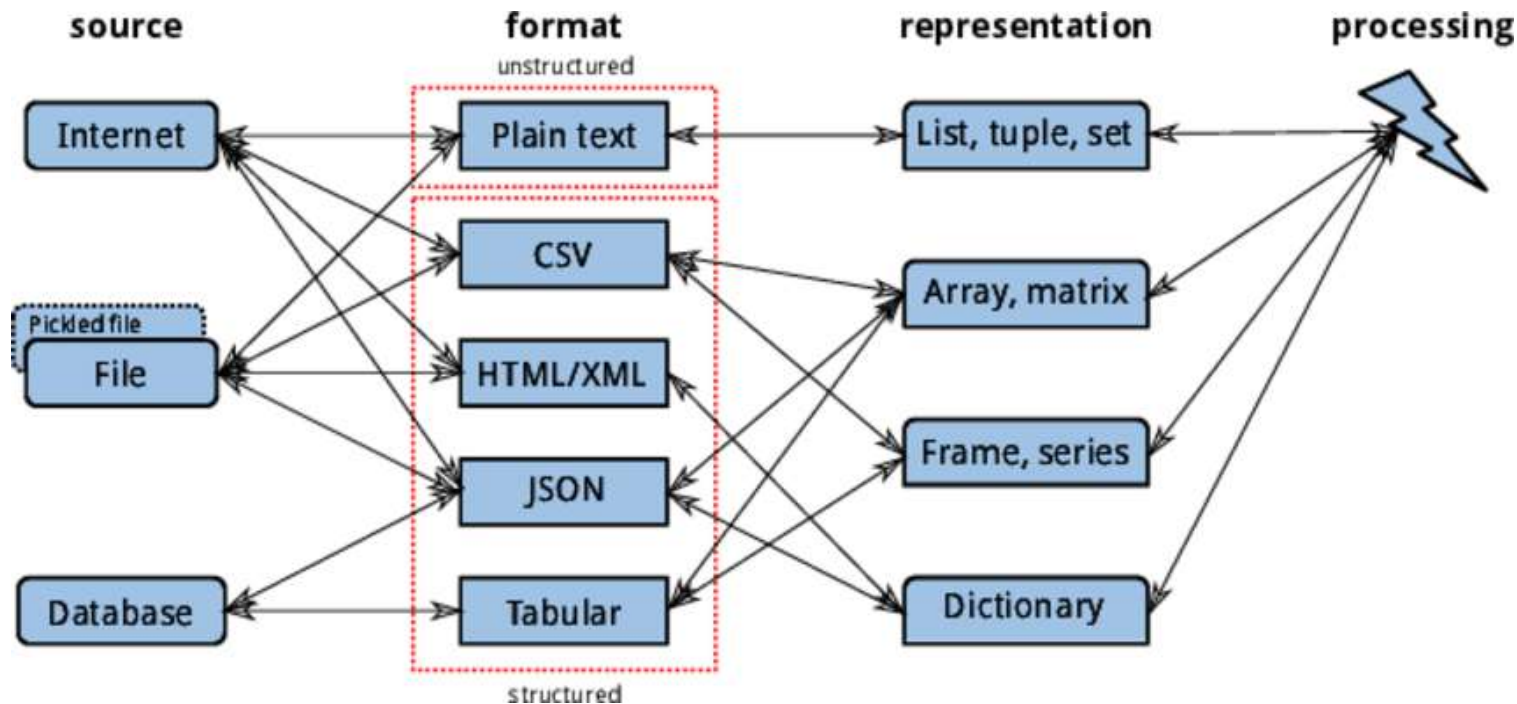 source format representation processing
unstructured
Internet Plain text List, tuple, set
CSV
Array, matrix
Pickled file
File HTML/XML
Frame, series
JSON
Database Tabular Dictionary
structured